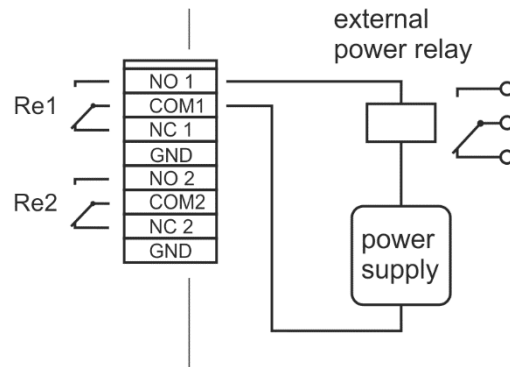 external
power relay
Re1
NO 1
COM1
NC 1
GND
Re2
NO 2
COM2
NC 2
GND
power
supply